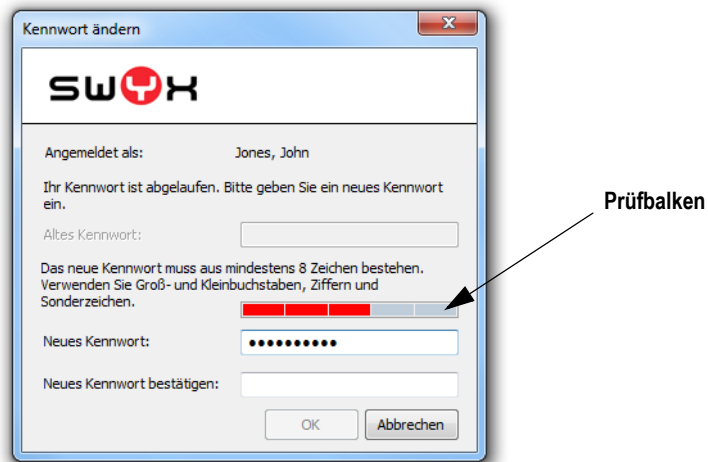 Kennwort ändern
swyx
Angemeldet als: Jones, John
Ihr Kennwort ist abgelaufen. Bitte geben Sie ein neues Kennwort
ein.
Prüfbalken
Altes Kennwort:
Das neue Kennwort muss aus mindestens 8 Zeichen bestehen.
Verwenden Sie Groß- und Kleinbuchstaben, Ziffern und
Sonderzeichen.
Neues Kennwort: ●●●●●●●●●●
Neues Kennwort bestätigen:
OK Abbrechen